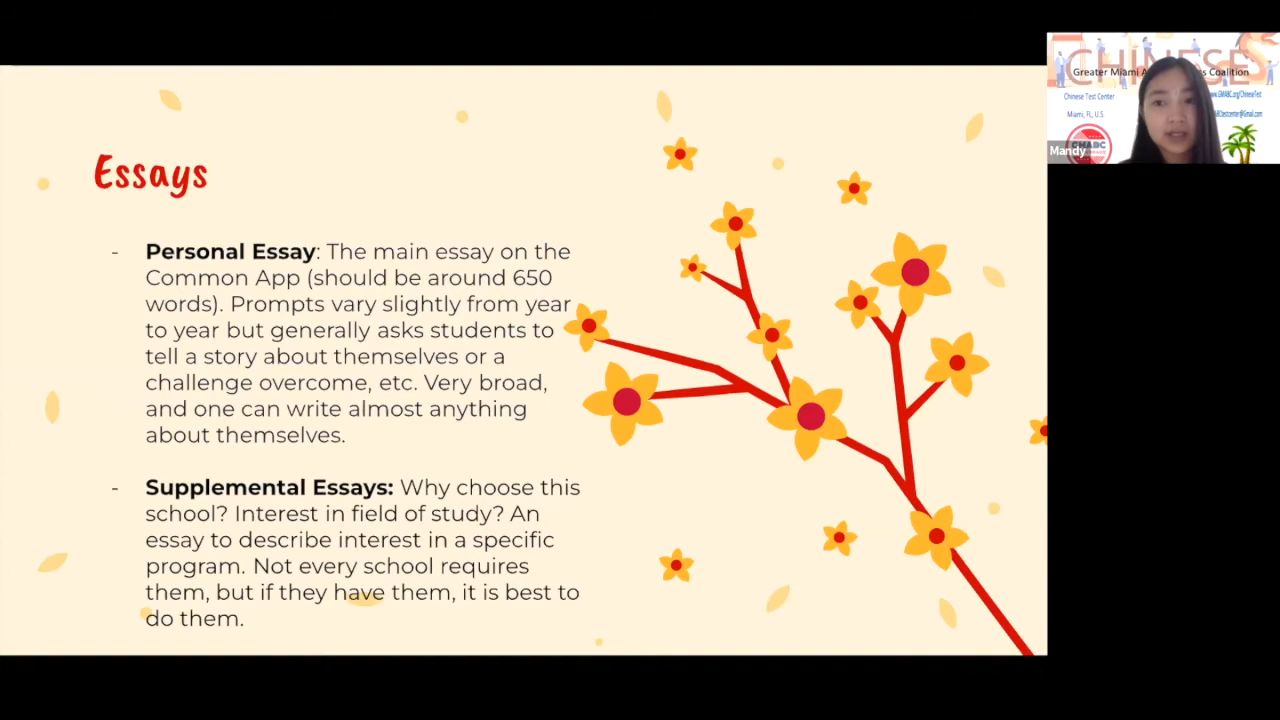 Essays
- Personal Essay: The main essay on the
Common App (should be around 650
words). Prompts vary slightly from year
to year but generally asks students to
tell a story about themselves or a
challenge overcome, etc. Very broad,
and one can write almost anything
about themselves.
- Supplemental Essays: Why choose this
school? Interest in field of study? An
essay to describe interest in a specific
program. Not every school requires
them, but if they have them, it is best to
do them.
CHINESE
Greater Miami A Coalition
Chinese Test Center
Miami, FL, U.S.
GMABC
Mandy